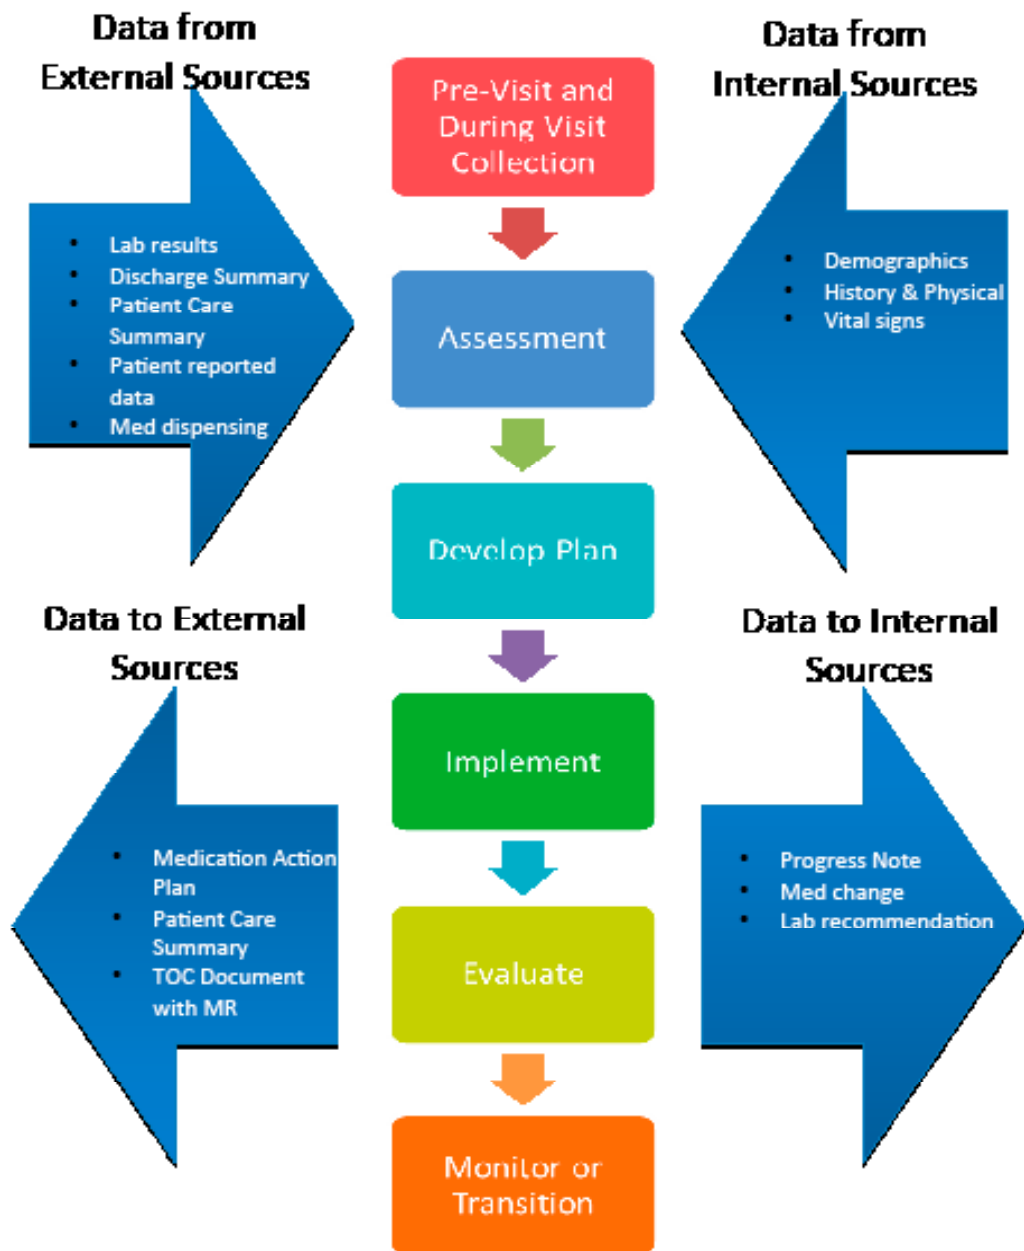 Data from
External Sources
Lab results
Discharge Summary
Patient Care
Summary
Patient reported
data
Med dispensing
Pre-Visit and
During Visit
Collection
Assessment
Develop Plan
Implement
Evaluate
Monitor or
Transition
Data from
Internal Sources
Demographics
History & Physical
Vital signs
Data to External
Sources
Medication Action
Plan
Patient Care
Summary
TOC Document
with MR
Data to Internal
Sources
Progress Note
Med change
Lab recommendation